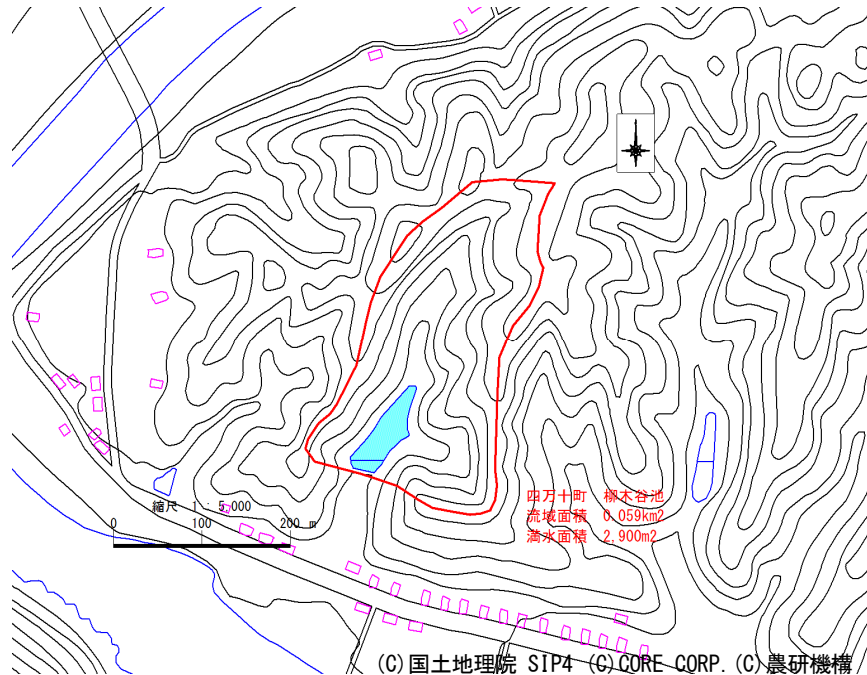 四万十町 柳木谷池
流域面積 0.059km2
満水面積 2,900m2
縮尺 1 : 5,000
0 100 200 m
(C)国土地理院 SIP4 (C)CORE CORP. (C)農研機構